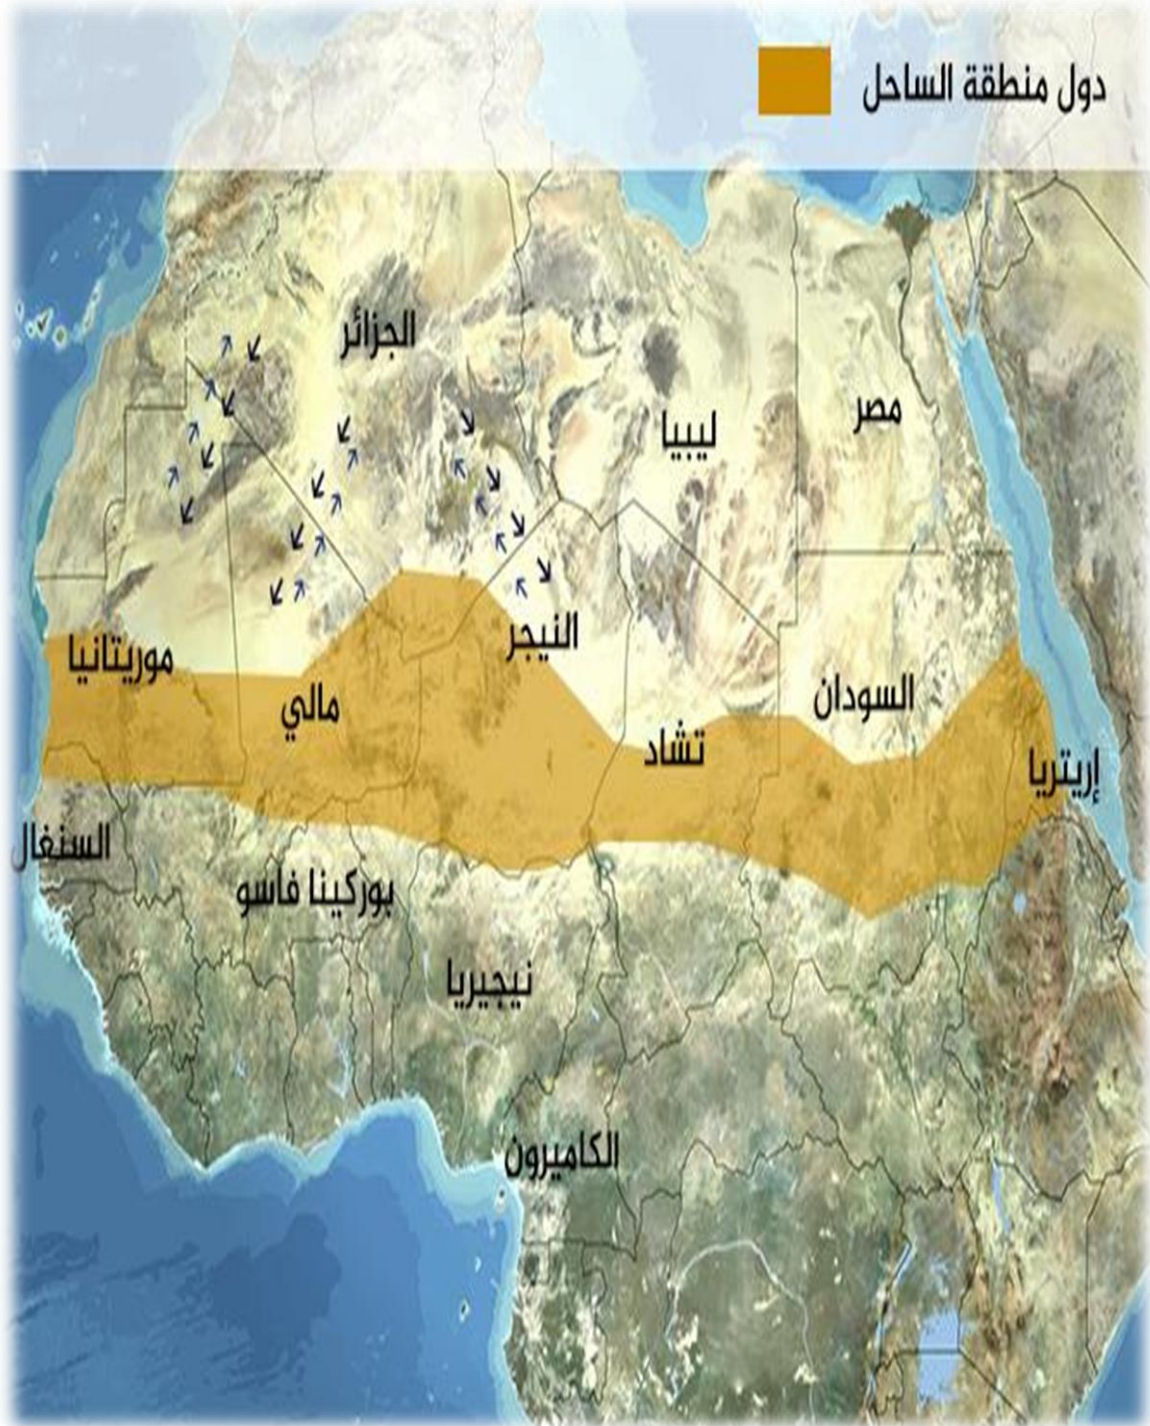 دول منطقة الساحل
الجزائر
ليبيا
مصر
النيجر
موريتانيا
مالي
تشاد
السودان
إريتريا
السنغال
بوركينا فاسو
نيجيريا
الكاميرون